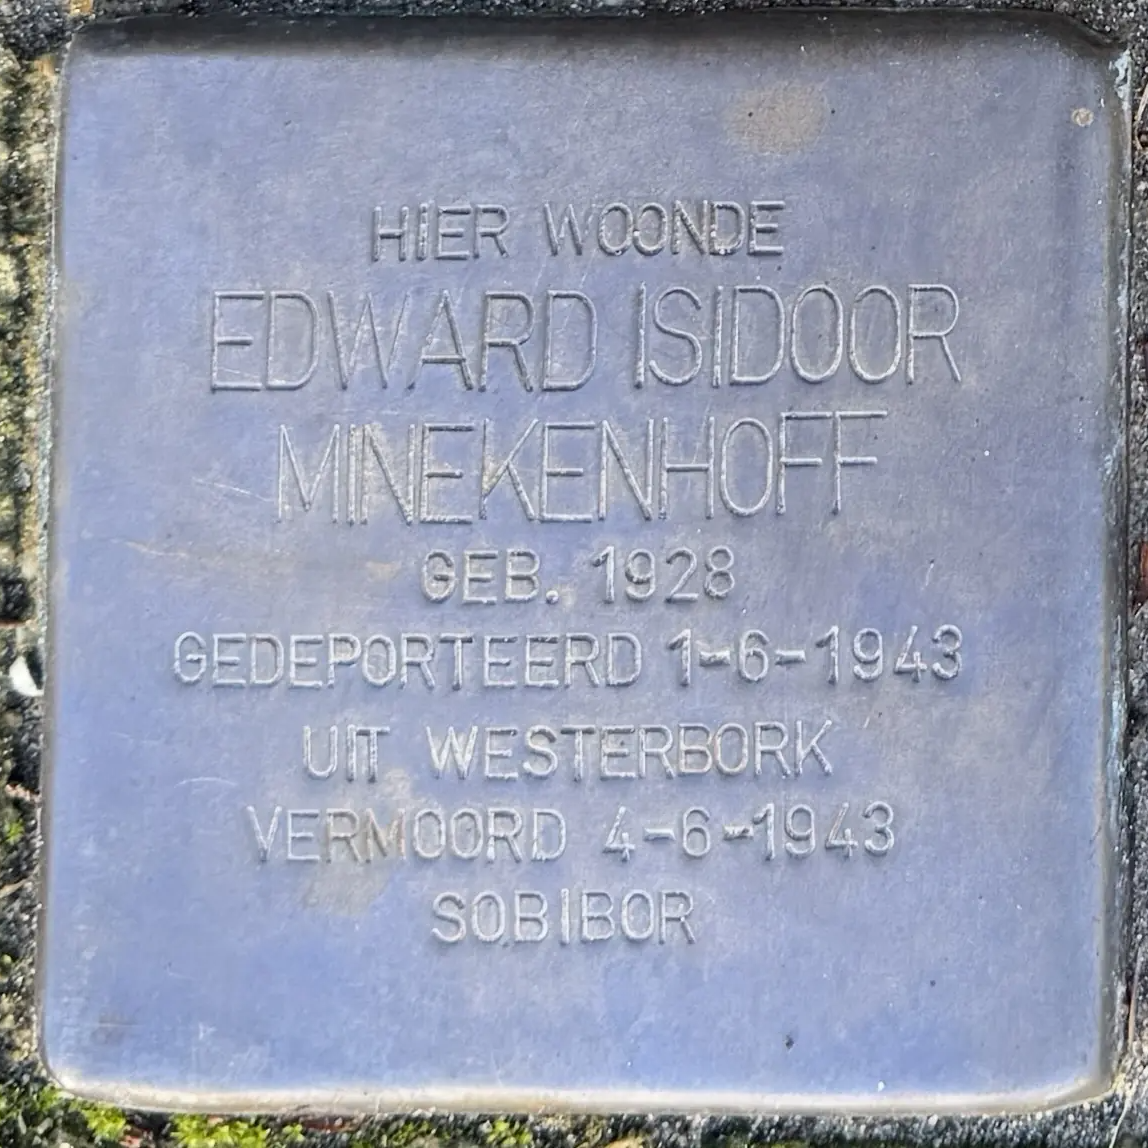 HIER WOONDE
EDWARD ISIDOOR
MINEKENHOFF
GEB. 1928
GEDEPORTEERD 1-6-1943
UIT WESTERBORK
VERMOORD 4-6-1943
SOBIBOR